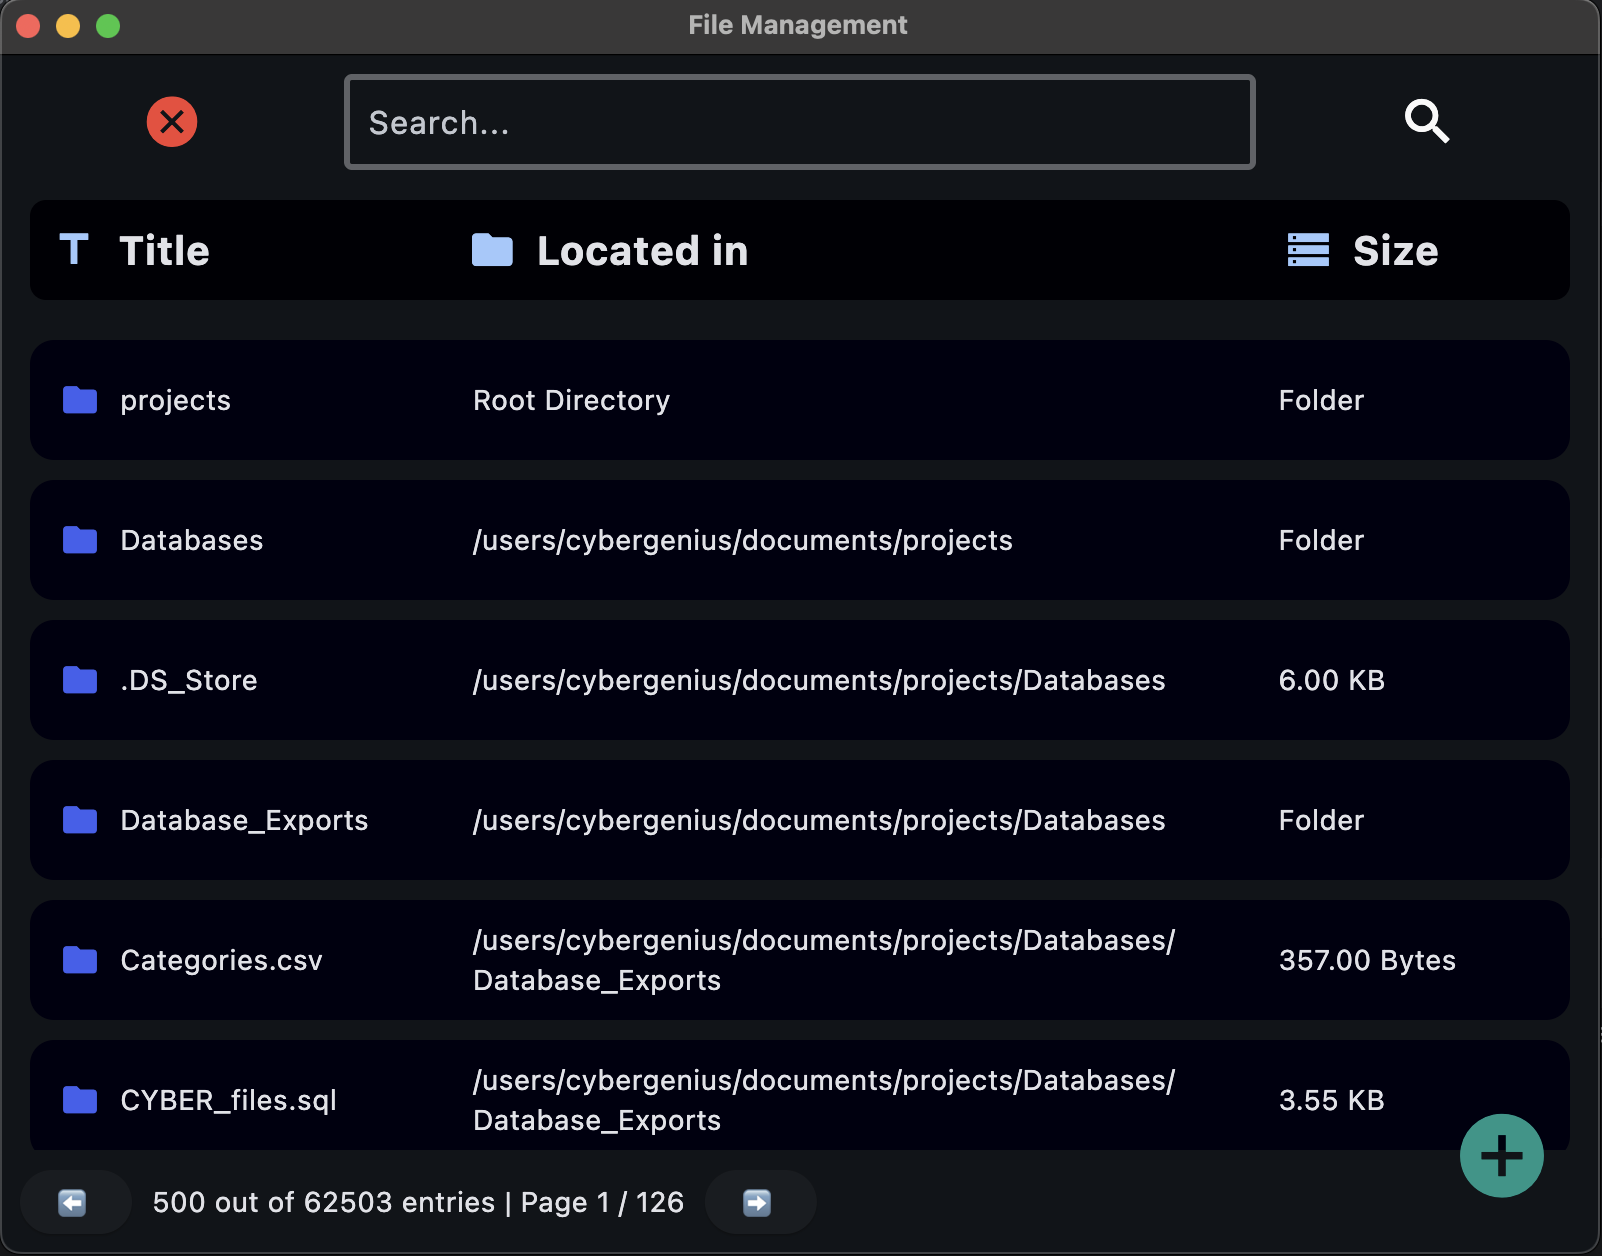 File Management
Search...
Title Located in Size
projects Root Directory Folder
Databases /users/cybergenius/documents/projects Folder
.DS_Store /users/cybergenius/documents/projects/Databases 6.00 KB
Database_Exports /users/cybergenius/documents/projects/Databases Folder
Categories.csv /users/cybergenius/documents/projects/Databases/ 357.00 Bytes
Database_Exports
CYBER_files.sql /users/cybergenius/documents/projects/Databases/ 3.55 KB
Database_Exports
500 out of 62503 entries | Page 1 / 126